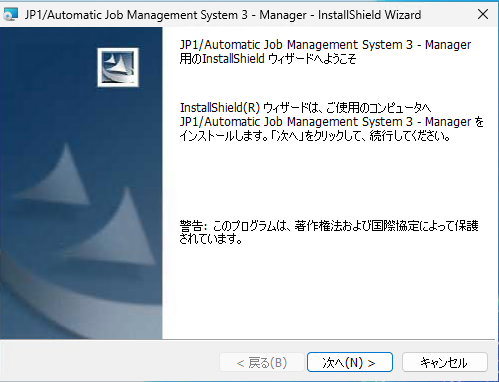 JP1/Automatic Job Management System 3 - Manager - InstallShield Wizard
JP1/Automatic Job Management System 3 - Manager
用のInstallShield ウィザードへようこそ
InstallShield(R) ウィザードは、ご使用のコンピュータへ
JP1/Automatic Job Management System 3 - Manager を
インストールします。「次へ」をクリックして、続行してください。
警告: このプログラムは、著作権法および国際協定によって保護
されています。
< 戻る(B)
次へ(N) >
キャンセル